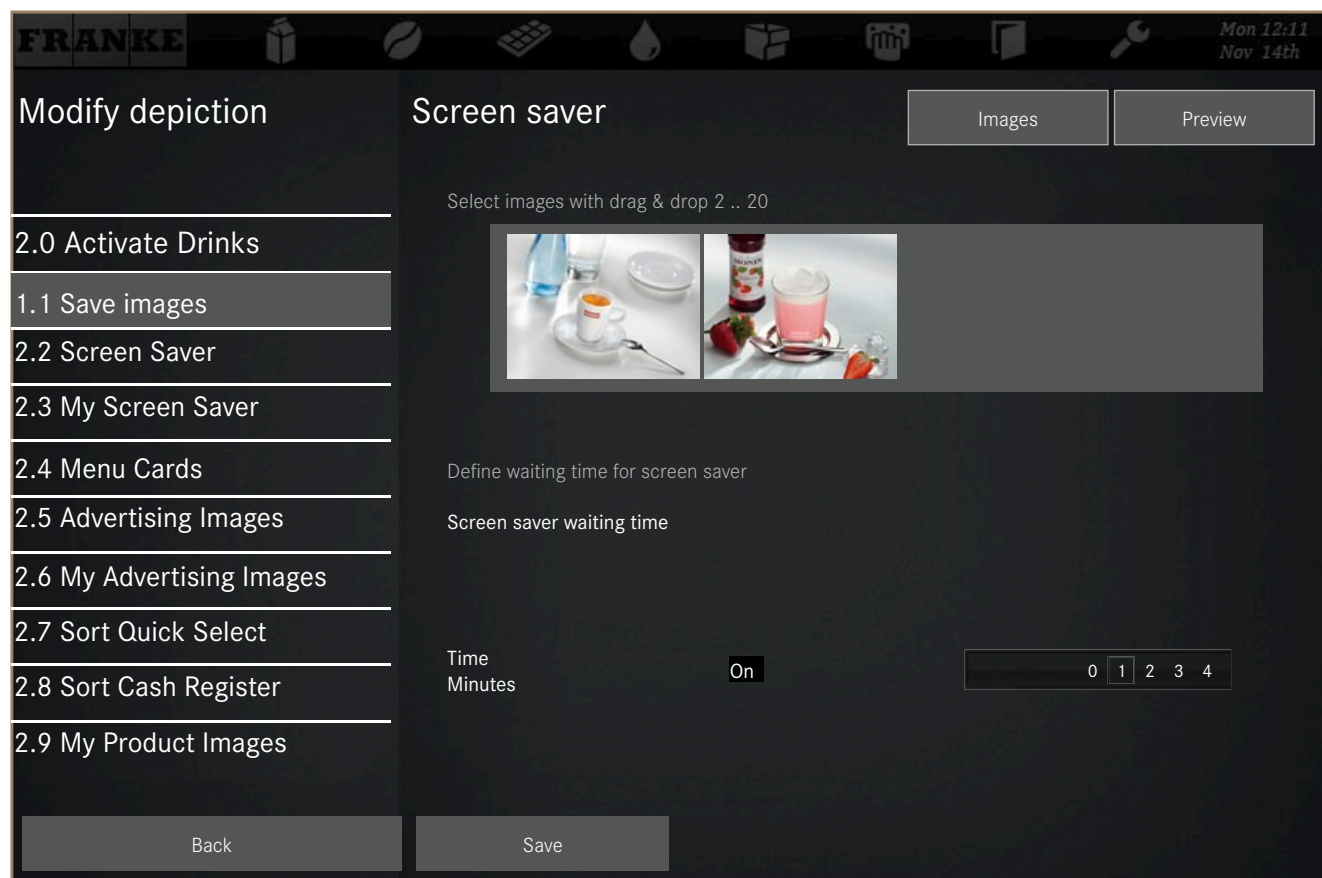 FRANKE
Mon 12:11
Nov 14th
Modify depiction
2.0 Activate Drinks
1.1 Save images
2.2 Screen Saver
2.3 My Screen Saver
2.4 Menu Cards
2.5 Advertising Images
2.6 My Advertising Images
2.7 Sort Quick Select
2.8 Sort Cash Register
2.9 My Product Images
Back
Screen saver
Images
Preview
Select images with drag & drop 2 .. 20
MONIN
Define waiting time for screen saver
Screen saver waiting time
Time
Minutes
On
0 1 2 3 4
Save